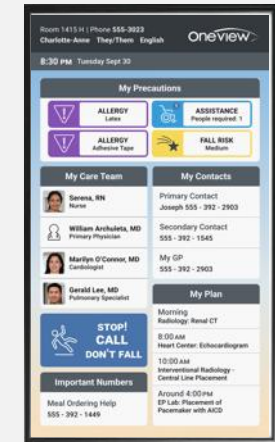 Room 1415 H | Phone 555-3023
Charlotte-Anne They/Them English
Oneview
8:30 PM Tuesday Sept 30
My Precautions
ALLERGY
Latex
ASSISTANCE
People required: 1
ALLERGY
Adhesive Tape
FALL RISK
Medium
My Care Team
Serena, RN
Nurse
William Archuleta, MD
Primary Physician
Marilyn O'Connor, MD
Cardiologist
Gerald Lee, MD
Pulmonary Specialist
STOP!
CALL
DON'T FALL
Important Numbers
Meal Ordering Help
555 - 392 - 1449
My Contacts
Primary Contact
Joseph 555 - 392 - 2903
Secondary Contact
555 - 392 - 1545
My GP
555 - 392 - 2903
My Plan
Morning
Radiology: Renal CT
8:00 AM
Heart Center: Echocardiogram
10:00 AM
Interventional Radiology -
Central Line Placement
Around 4:00 PM
EP Lab: Placement of
Pacemaker with AICD